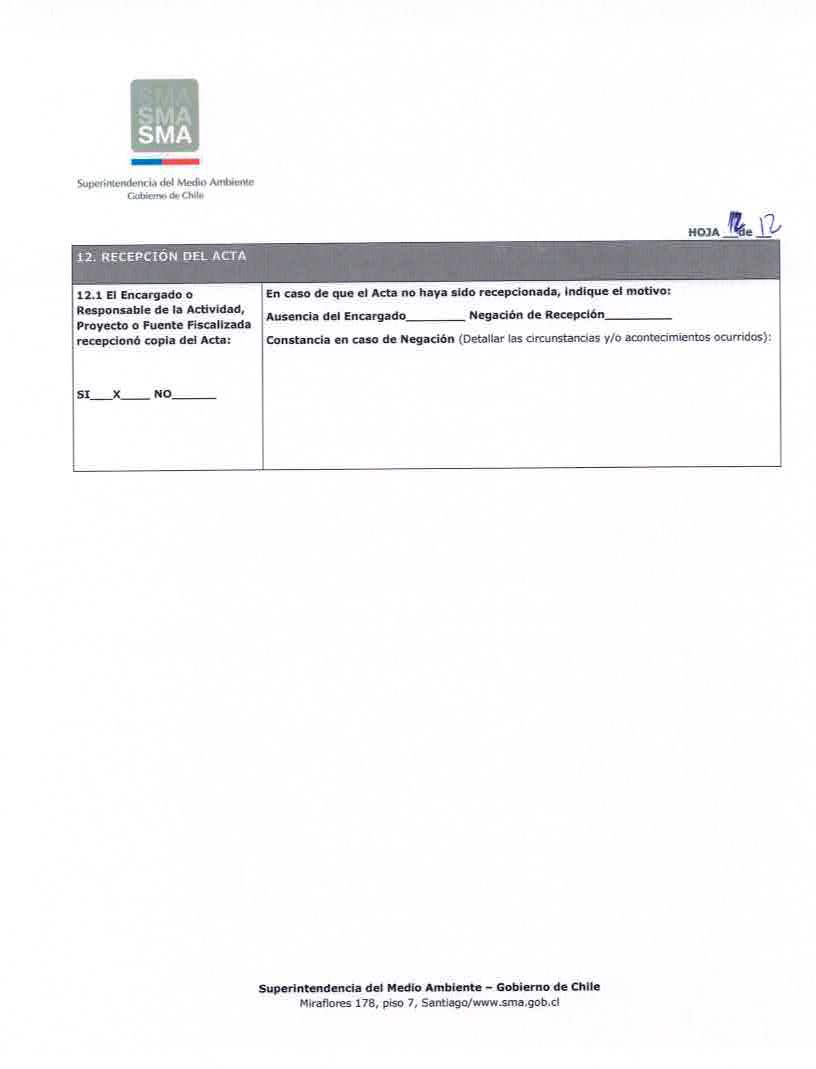 SMA
SMA
SMA
Superintendencia del Medio Ambiente
Gobierno de Chile
HOJA 12 de 12
12. RECEPCIÓN DEL ACTA
12.1 El Encargado o
Responsable de la Actividad,
Proyecto o Fuente Fiscalizada
recepcionó copia del Acta:
SI___X____ NO______
En caso de que el Acta no haya sido recepcionada, indique el motivo:
Ausencia del Encargado________ Negación de Recepción_________
Constancia en caso de Negación (Detallar las circunstancias y/o acontecimientos ocurridos):
Superintendencia del Medio Ambiente – Gobierno de Chile
Miraflores 178, piso 7, Santiago/www.sma.gob.cl